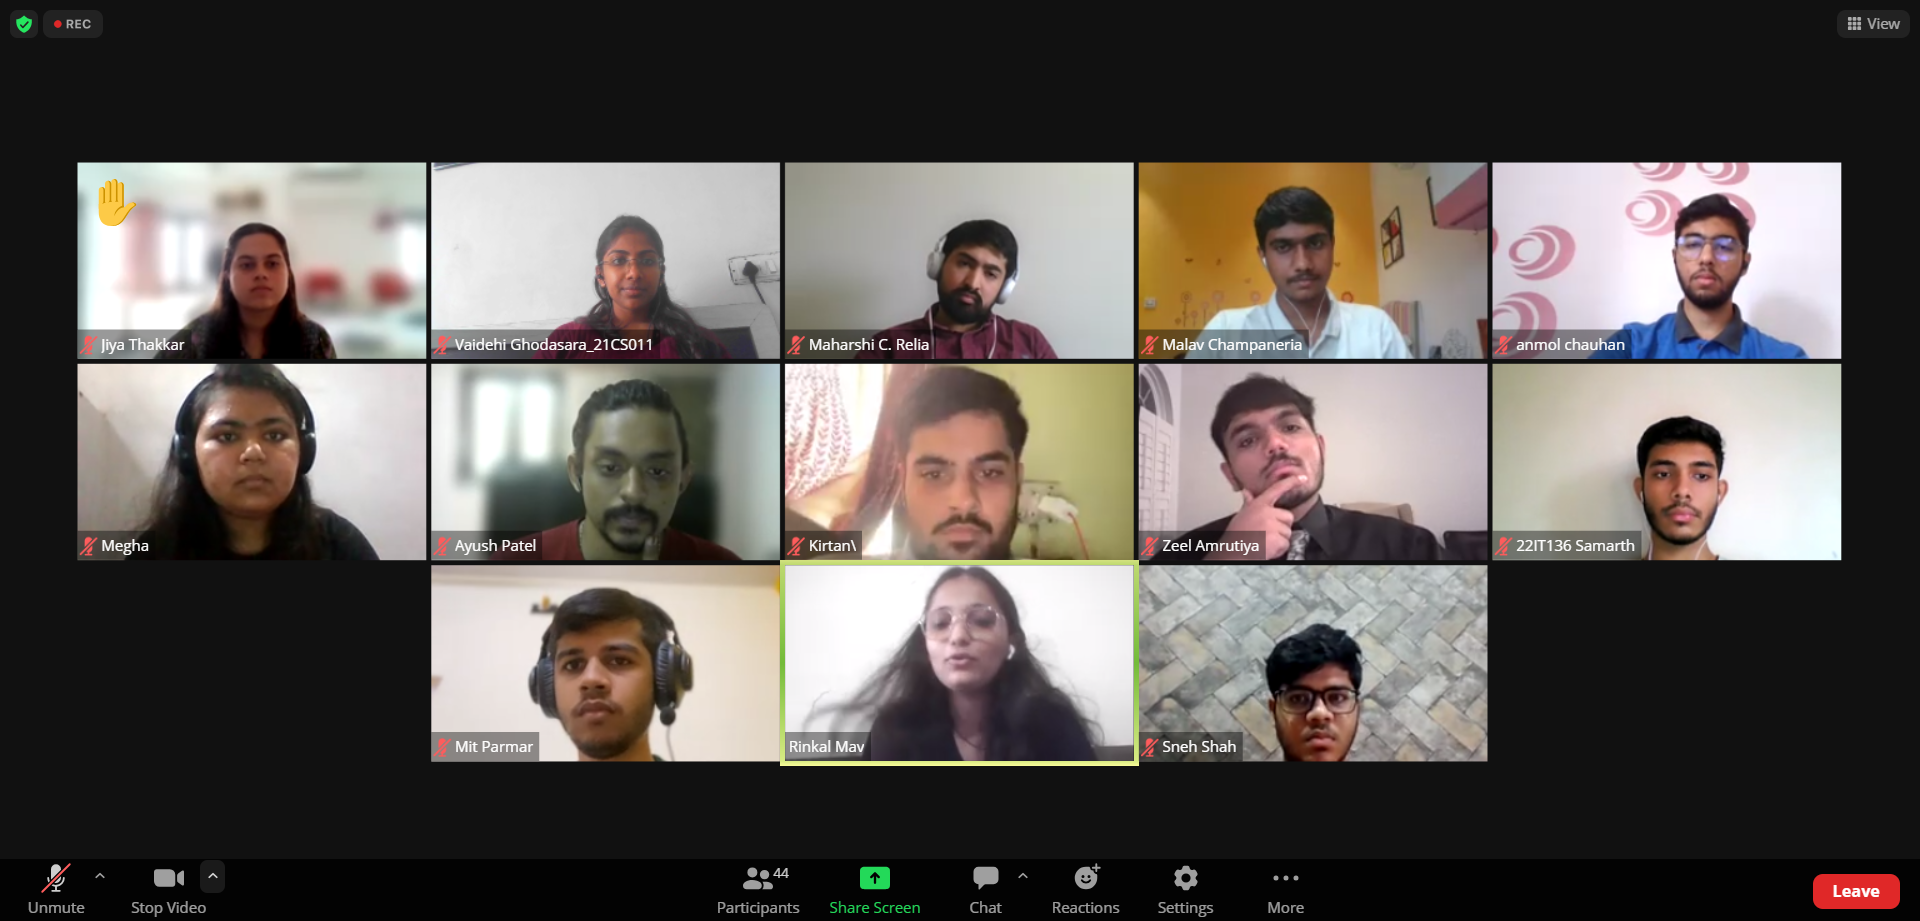 REC
View
Jiya Thakkar
Vaidehi Ghodasara_21CS011
Maharshi C. Relia
Malav Champaneria
anmol chauhan
Megha
Ayush Patel
Kirtan\
Zeel Amrutiya
22IT136 Samarth
Mit Parmar
Rinkal Mav
Sneh Shah
Unmute
Stop Video
44
Participants
Share Screen
Chat
Reactions
Settings
More
Leave